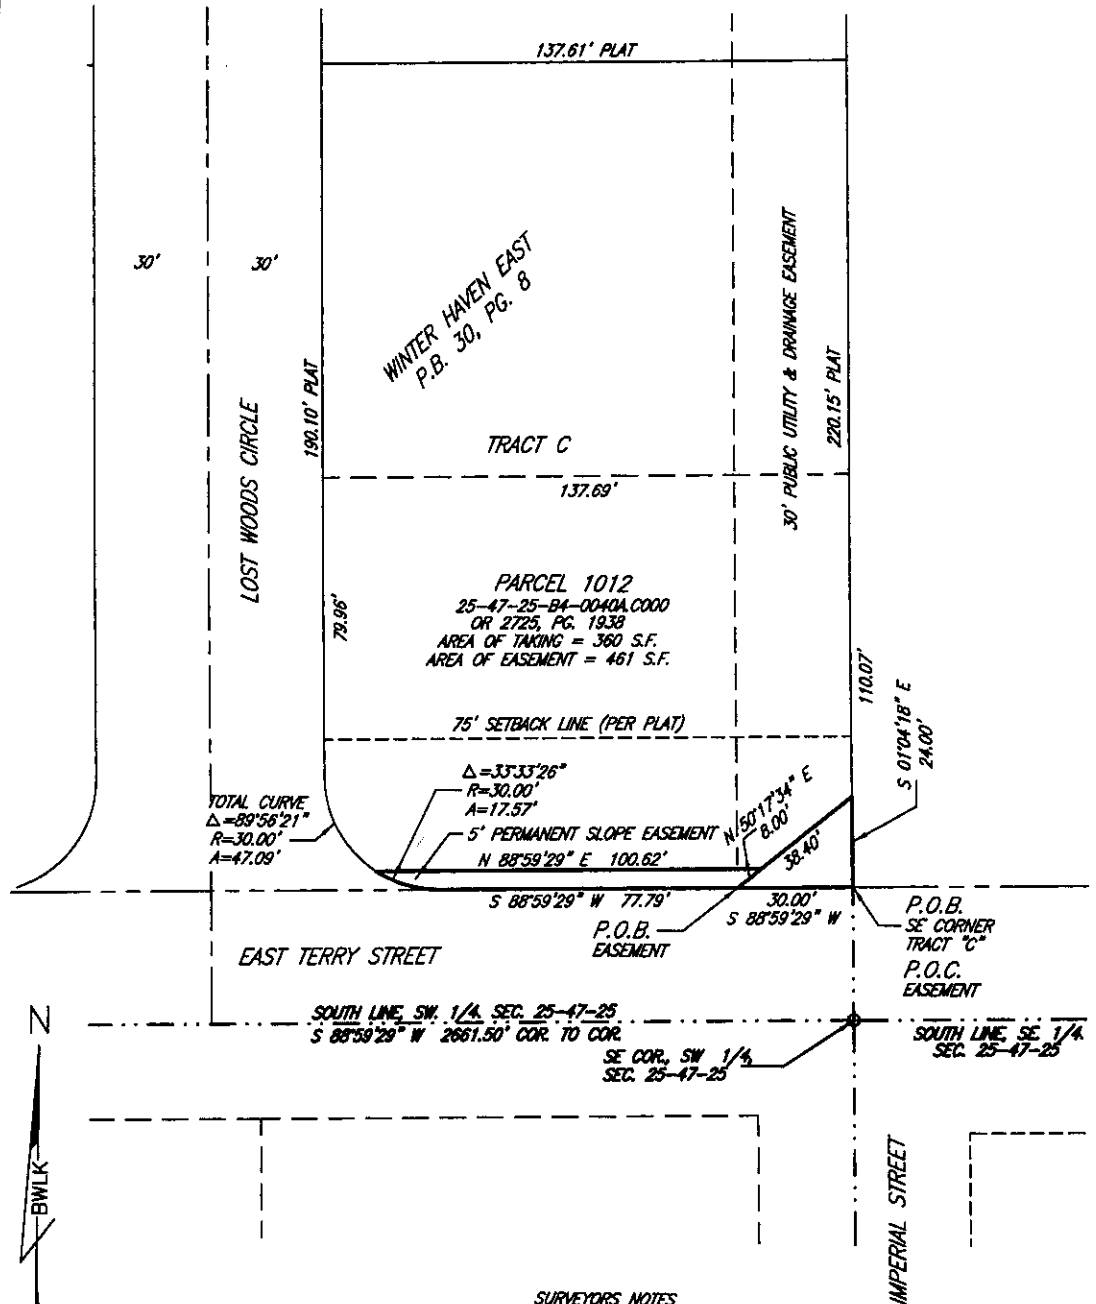 137.61' PLAT
30'
30'
WINTER HAVEN EAST
P.B. 30, PG. 8
30' PUBLIC UTILITY & DRAINAGE EASEMENT
190.10' PLAT
220.15' PLAT
LOST WOODS CIRCLE
TRACT C
137.69'
PARCEL 1012
25-47-25-B4-0040A.C000
OR 2725, PG. 1938
AREA OF TAKING = 360 S.F.
AREA OF EASEMENT = 461 S.F.
79.96'
110.07'
S 01°04'18" E
24.00'
75' SETBACK LINE (PER PLAT)
Δ=33°33'26"
R=30.00'
A=17.57'
TOTAL CURVE
Δ=89°56'21"
R=30.00'
A=47.09'
5' PERMANENT SLOPE EASEMENT
N 50°17'34" E
8.00'
38.40'
N 88°59'29" E 100.62'
S 88°59'29" W 77.79'
30.00'
S 88°59'29" W
P.O.B.
EASEMENT
P.O.B.
SE CORNER
TRACT "C"
P.O.C.
EASEMENT
EAST TERRY STREET
N
SOUTH LINE, SW. 1/4. SEC. 25-47-25
S 88°59'29" W 2661.50' COR. TO COR.
SOUTH LINE, SE. 1/4.
SEC. 25-47-25
SE COR., SW 1/4,
SEC. 25-47-25
BWLK
IMPERIAL STREET
SURVEYORS NOTES